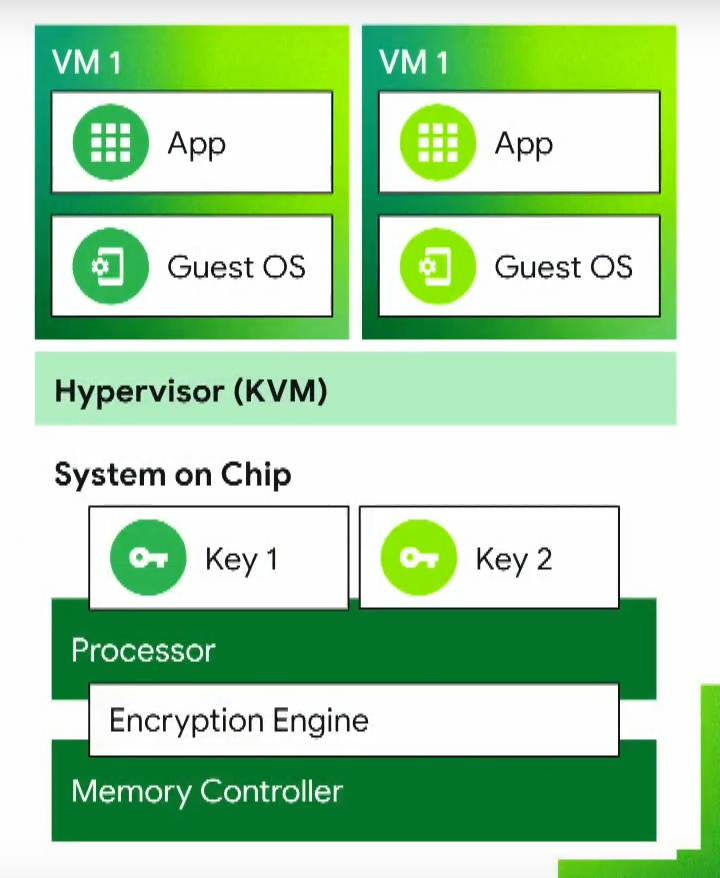 VM 1
VM 1
App
App
Guest OS
Guest OS
Hypervisor (KVM)
System on Chip
Key 1
Key 2
Processor
Encryption Engine
Memory Controller